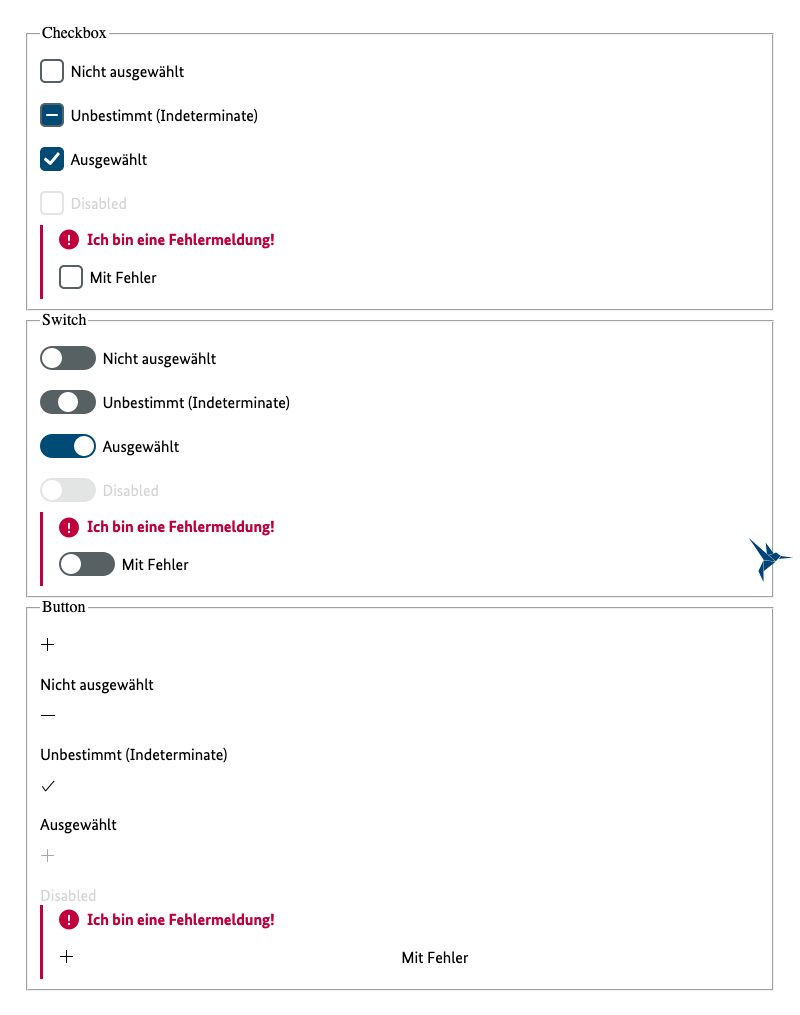 Checkbox
Nicht ausgewählt
Unbestimmt (Indeterminate)
Ausgewählt
Disabled
Ich bin eine Fehlermeldung!
Mit Fehler
Switch
Nicht ausgewählt
Unbestimmt (Indeterminate)
Ausgewählt
Disabled
Ich bin eine Fehlermeldung!
Mit Fehler
Button
Nicht ausgewählt
Unbestimmt (Indeterminate)
Ausgewählt
Disabled
Ich bin eine Fehlermeldung!
Mit Fehler